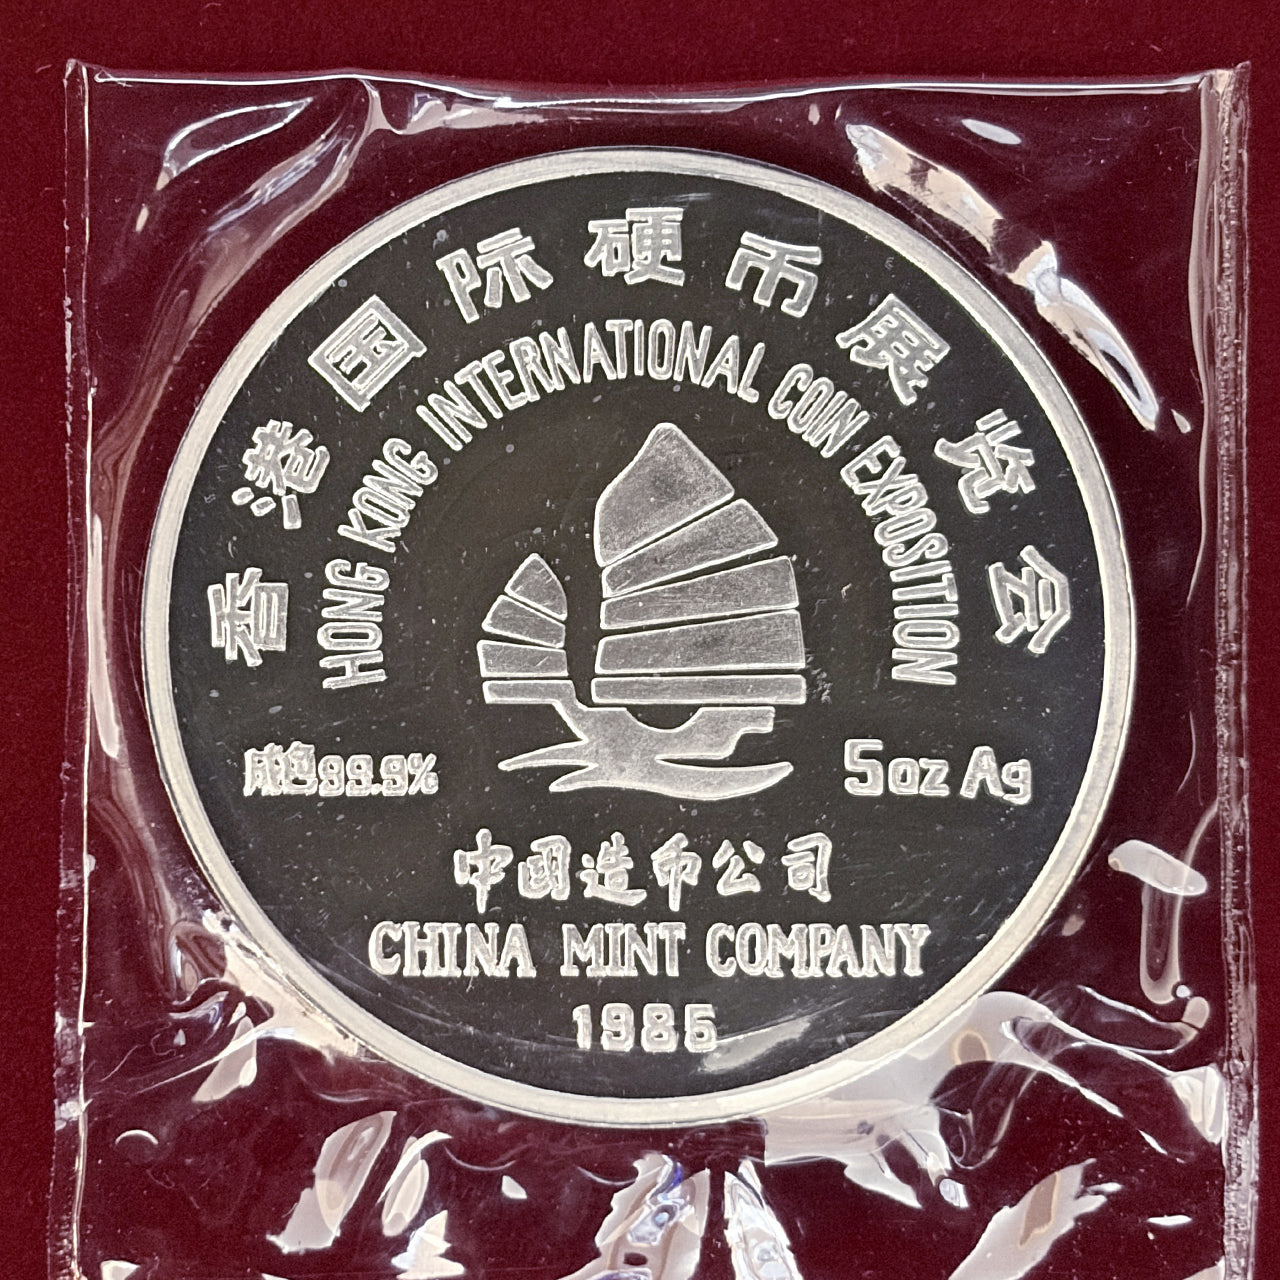 香港国际硬币展览会
HONG KONG INTERNATIONAL COIN EXPOSITION
成色99.9%
5oz Ag
中国造币公司
CHINA MINT COMPANY
1985